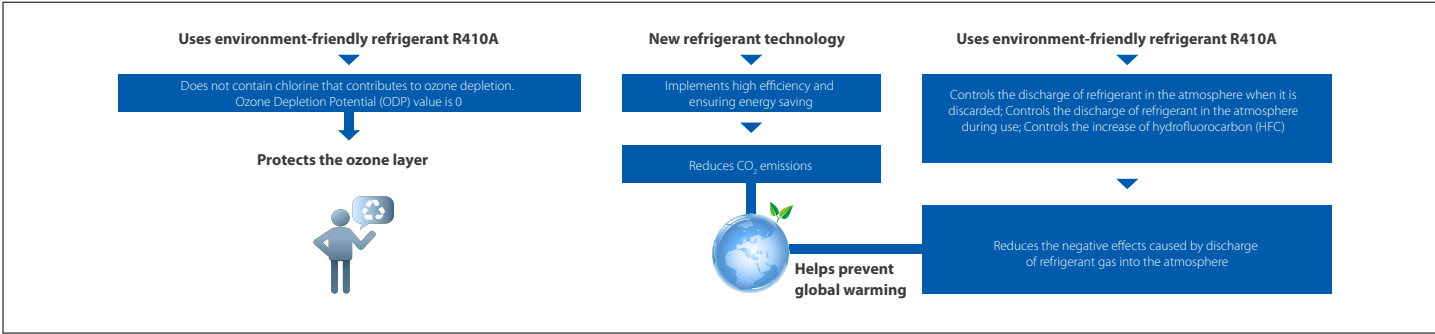 Uses environment-friendly refrigerant R410A
Does not contain chlorine that contributes to ozone depletion.
Ozone Depletion Potential (ODP) value is 0
Protects the ozone layer
New refrigerant technology
Implements high efficiency and
ensuring energy saving
Reduces CO₂ emissions
Helps prevent
global warming
Uses environment-friendly refrigerant R410A
Controls the discharge of refrigerant in the atmosphere when it is
discarded; Controls the discharge of refrigerant in the atmosphere
during use; Controls the increase of hydrofluorocarbon (HFC)
Reduces the negative effects caused by discharge
of refrigerant gas into the atmosphere